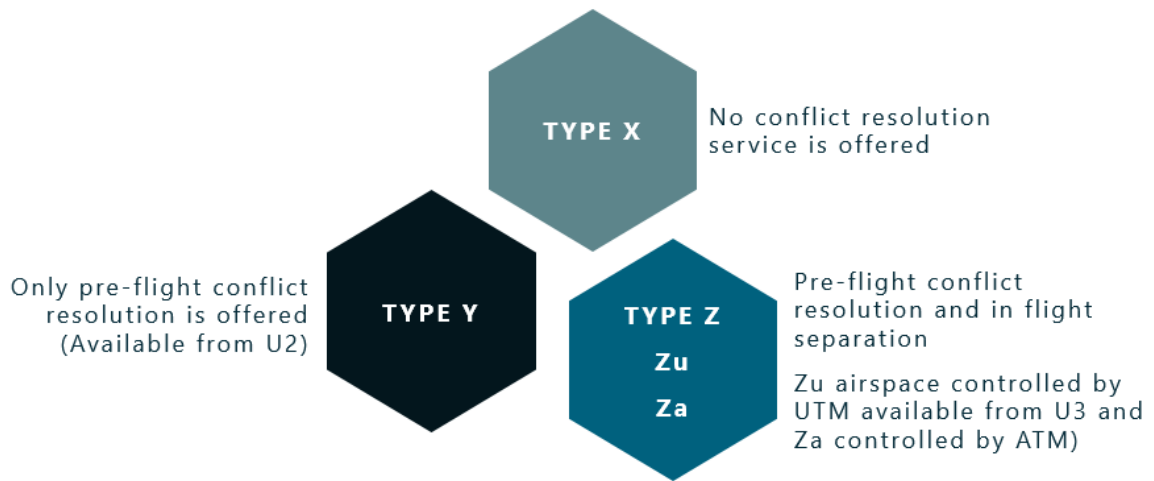 TYPE X
No conflict resolution
service is offered
Only pre-flight conflict
resolution is offered
(Available from U2)
TYPE Y
TYPE Z
Zu
Za
Pre-flight conflict
resolution and in flight
separation
Zu airspace controlled by
UTM available from U3 and
Za controlled by ATM)